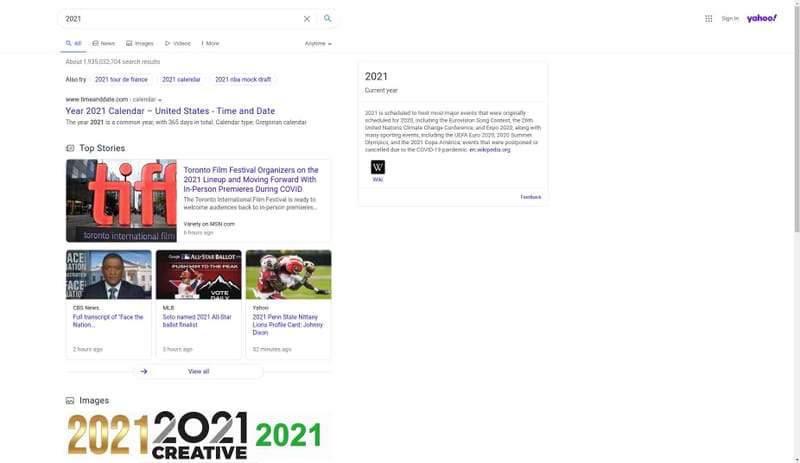 2021
Sign In
yahoo!
All
News
Images
Videos
More
Anytime
About 1,935,032,704 search results
Also try
2021 tour de france
2021 calendar
2021 nba mock draft
www.timeanddate.com › calendar
Year 2021 Calendar – United States - Time and Date
The year 2021 is a common year, with 365 days in total. Calendar type: Gregorian calendar
Top Stories
tiff
toronto international film
Toronto Film Festival Organizers on the
2021 Lineup and Moving Forward With
In-Person Premieres During COVID
The Toronto International Film Festival is ready to
welcome audiences back to in-person premieres...
Variety on MSN.com
6 hours ago
FACE
NATION
CBS News
Full transcript of "Face the
Nation...
2 hours ago
Google ALL-STAR BALLOT
PUSH HIM TO THE PEAK
VOTE
DAILY
MLB
Soto named 2021 All-Star
ballot finalist
3 hours ago
Yahoo
2021 Penn State Nittany
Lions Profile Card: Johnny
Dixon
52 minutes ago
View all
Images
2021
2021
CREATIVE
2021
2021
Current year
2021 is scheduled to host most major events that were originally
scheduled for 2020, including the Eurovision Song Contest, the 26th
United Nations Climate Change Conference, and Expo 2020, along with
many sporting events, including the UEFA Euro 2020, 2020 Summer
Olympics, and the 2021 Copa América; events that were postponed or
cancelled due to the COVID-19 pandemic. en.wikipedia.org
W
Wiki
Feedback